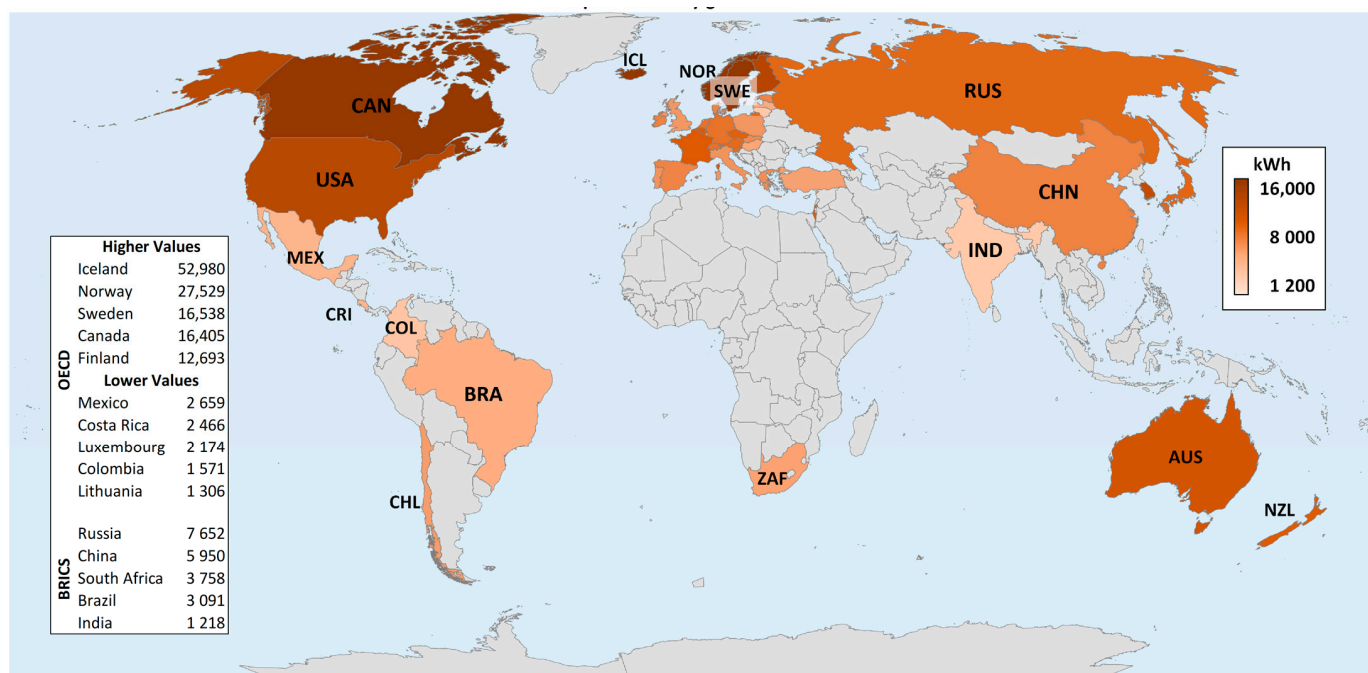 ICL
NOR
SWE
CAN
RUS
USA
CHN
IND
MEX
CRI
COL
BRA
CHL
ZAF
AUS
NZL
kWh
16,000
8 000
1 200
Higher Values
Iceland 52,980
Norway 27,529
Sweden 16,538
Canada 16,405
Finland 12,693
OECD
Lower Values
Mexico 2 659
Costa Rica 2 466
Luxembourg 2 174
Colombia 1 571
Lithuania 1 306
Russia 7 652
China 5 950
South Africa 3 758
Brazil 3 091
India 1 218
BRICS